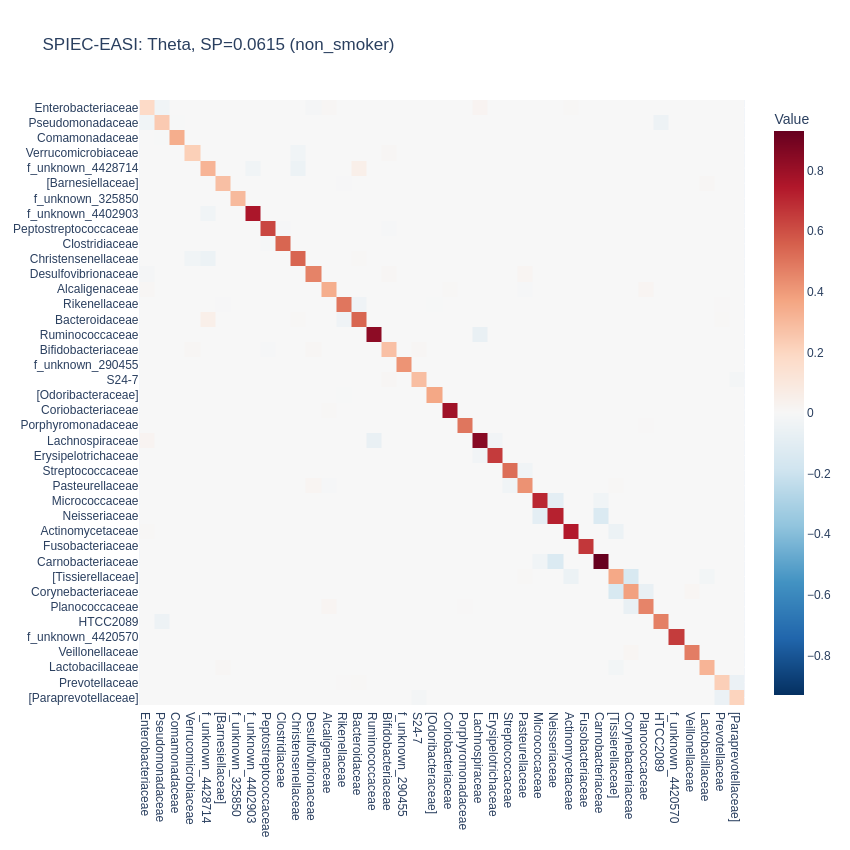 SPIEC-EASI: Theta, SP=0.0615 (non_smoker)
Value
Enterobacteriaceae
Pseudomonadaceae
Comamonadaceae
Verrucomicrobiaceae
f_unknown_4428714
[Barnesiellaceae]
f_unknown_325850
f_unknown_4402903
Peptostreptococcaceae
Clostridiaceae
Christensenellaceae
Desulfovibrionaceae
Alcaligenaceae
Rikenellaceae
Bacteroidaceae
Ruminococcaceae
Bifidobacteriaceae
f_unknown_290455
S24-7
[Odoribacteraceae]
Coriobacteriaceae
Porphyromonadaceae
Lachnospiraceae
Erysipelotrichaceae
Streptococcaceae
Pasteurellaceae
Micrococcaceae
Neisseriaceae
Actinomycetaceae
Fusobacteriaceae
Carnobacteriaceae
[Tissierellaceae]
Corynebacteriaceae
Planococcaceae
HTCC2089
f_unknown_4420570
Veillonellaceae
Lactobacillaceae
Prevotellaceae
[Paraprevotellaceae]
0.8
0.6
0.4
0.2
0
−0.2
−0.4
−0.6
−0.8
Enterobacteriaceae
Pseudomonadaceae
Comamonadaceae
Verrucomicrobiaceae
f_unknown_4428714
[Barnesiellaceae]
f_unknown_325850
f_unknown_4402903
Peptostreptococcaceae
Clostridiaceae
Christensenellaceae
Desulfovibrionaceae
Alcaligenaceae
Rikenellaceae
Bacteroidaceae
Ruminococcaceae
Bifidobacteriaceae
f_unknown_290455
S24-7
[Odoribacteraceae]
Coriobacteriaceae
Porphyromonadaceae
Lachnospiraceae
Erysipelotrichaceae
Streptococcaceae
Pasteurellaceae
Micrococcaceae
Neisseriaceae
Actinomycetaceae
Fusobacteriaceae
Carnobacteriaceae
[Tissierellaceae]
Corynebacteriaceae
Planococcaceae
HTCC2089
f_unknown_4420570
Veillonellaceae
Lactobacillaceae
Prevotellaceae
[Paraprevotellaceae]